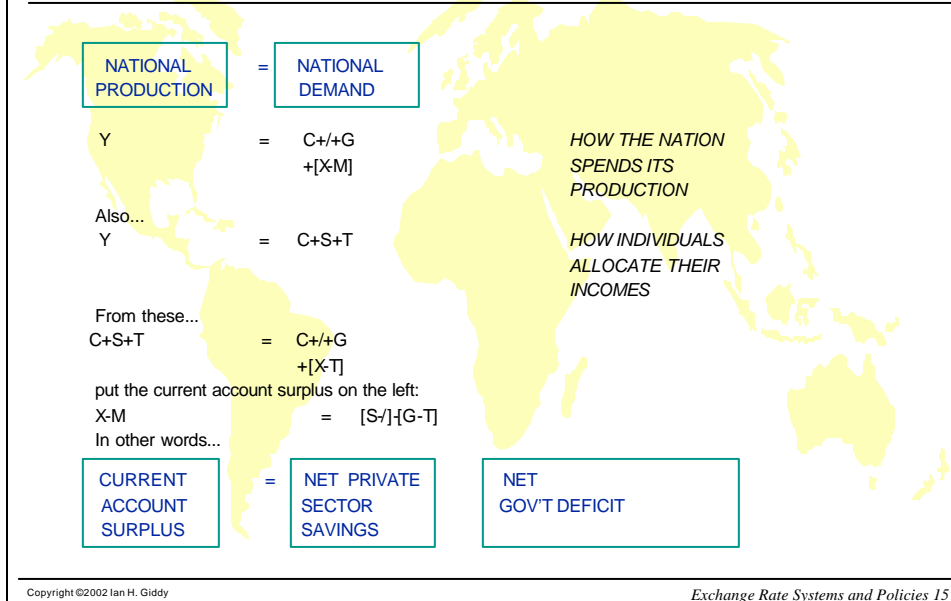 NATIONAL = NATIONAL
PRODUCTION DEMAND
Y = C+/+G HOW THE NATION
+[X-M] SPENDS ITS
PRODUCTION
Also...
Y = C+S+T HOW INDIVIDUALS
ALLOCATE THEIR
INCOMES
From these...
C+S+T = C+/+G
+[X-T]
put the current account surplus on the left:
X-M = [S-/]-[G-T]
In other words...
CURRENT = NET PRIVATE NET
ACCOUNT SECTOR GOV'T DEFICIT
SURPLUS SAVINGS
Copyright ©2002 Ian H. Giddy Exchange Rate Systems and Policies 15